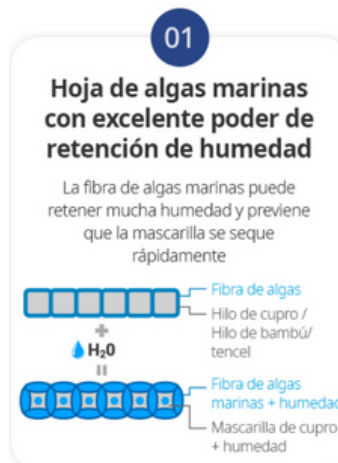 01
Hoja de algas marinas
con excelente poder de
retención de humedad
La fibra de algas marinas puede
retener mucha humedad y previene
que la mascarilla se seque
rápidamente
Fibra de algas
Hilo de cupro /
Hilo de bambú/
tencel
+
H₂0
=
Fibra de algas
marinas + humedad
Mascarilla de cupro
+ humedad